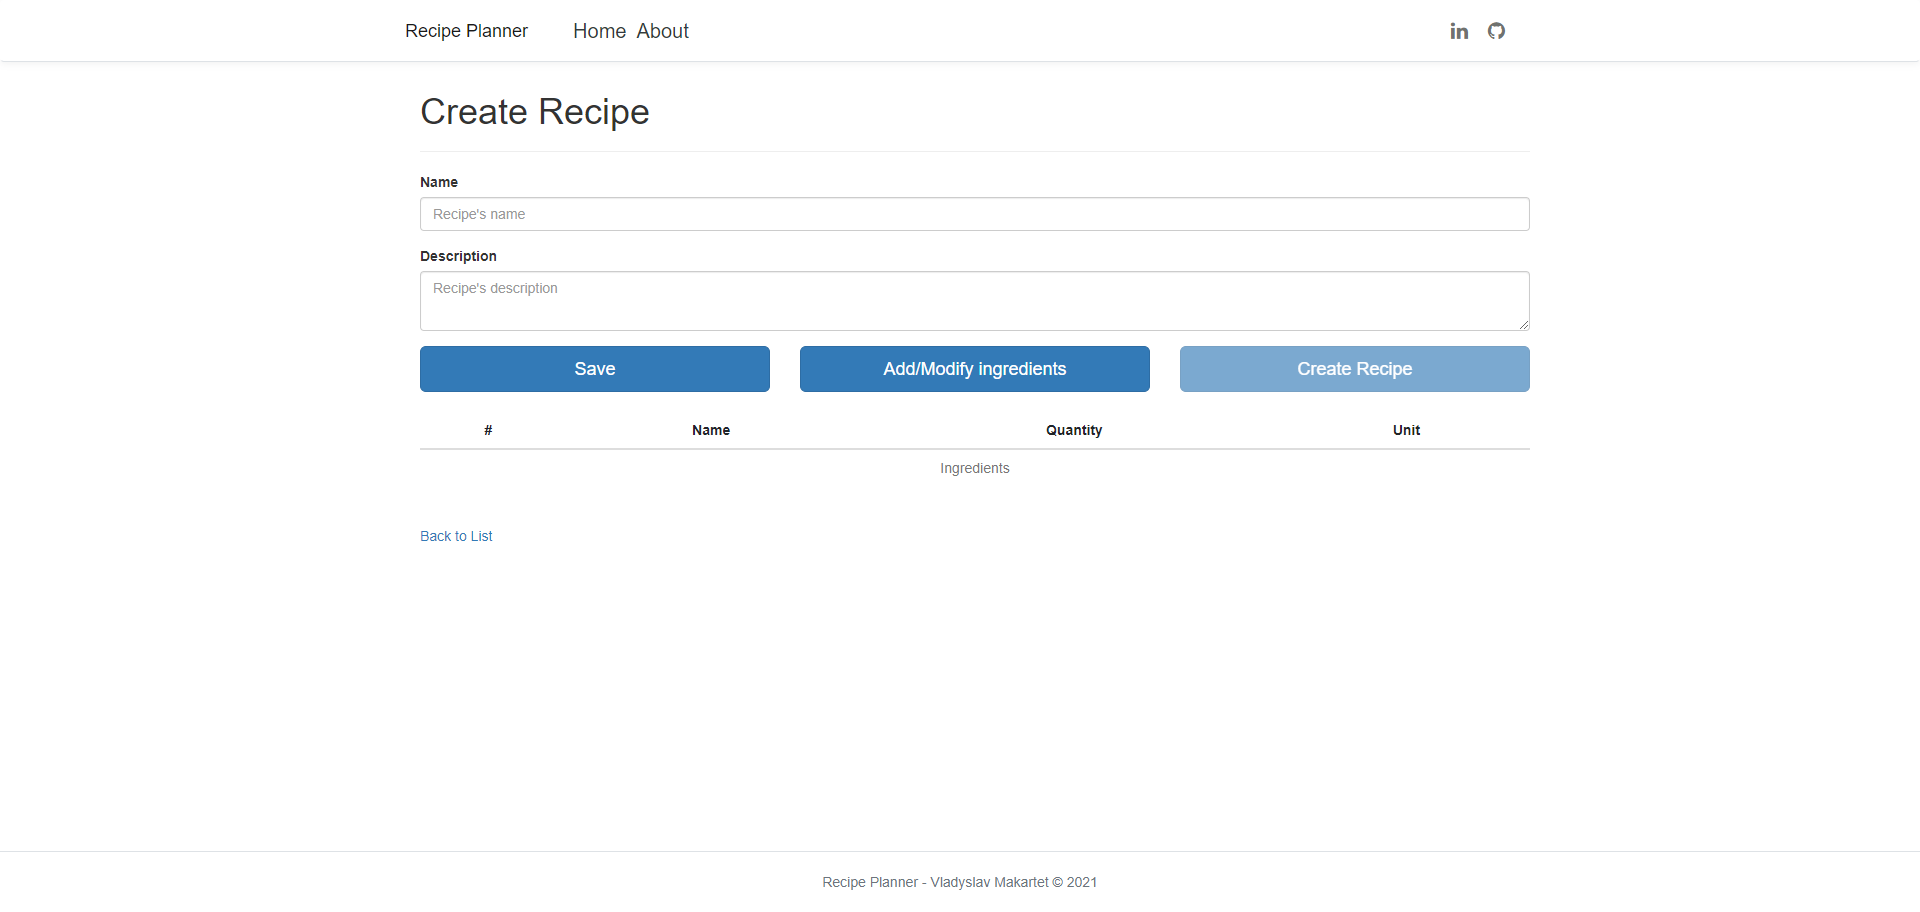 Recipe Planner Home About
Create Recipe
Name
Recipe's name
Description
Recipe's description
Save Add/Modify ingredients Create Recipe
# Name Quantity Unit
Ingredients
Back to List
Recipe Planner - Vladyslav Makartet © 2021